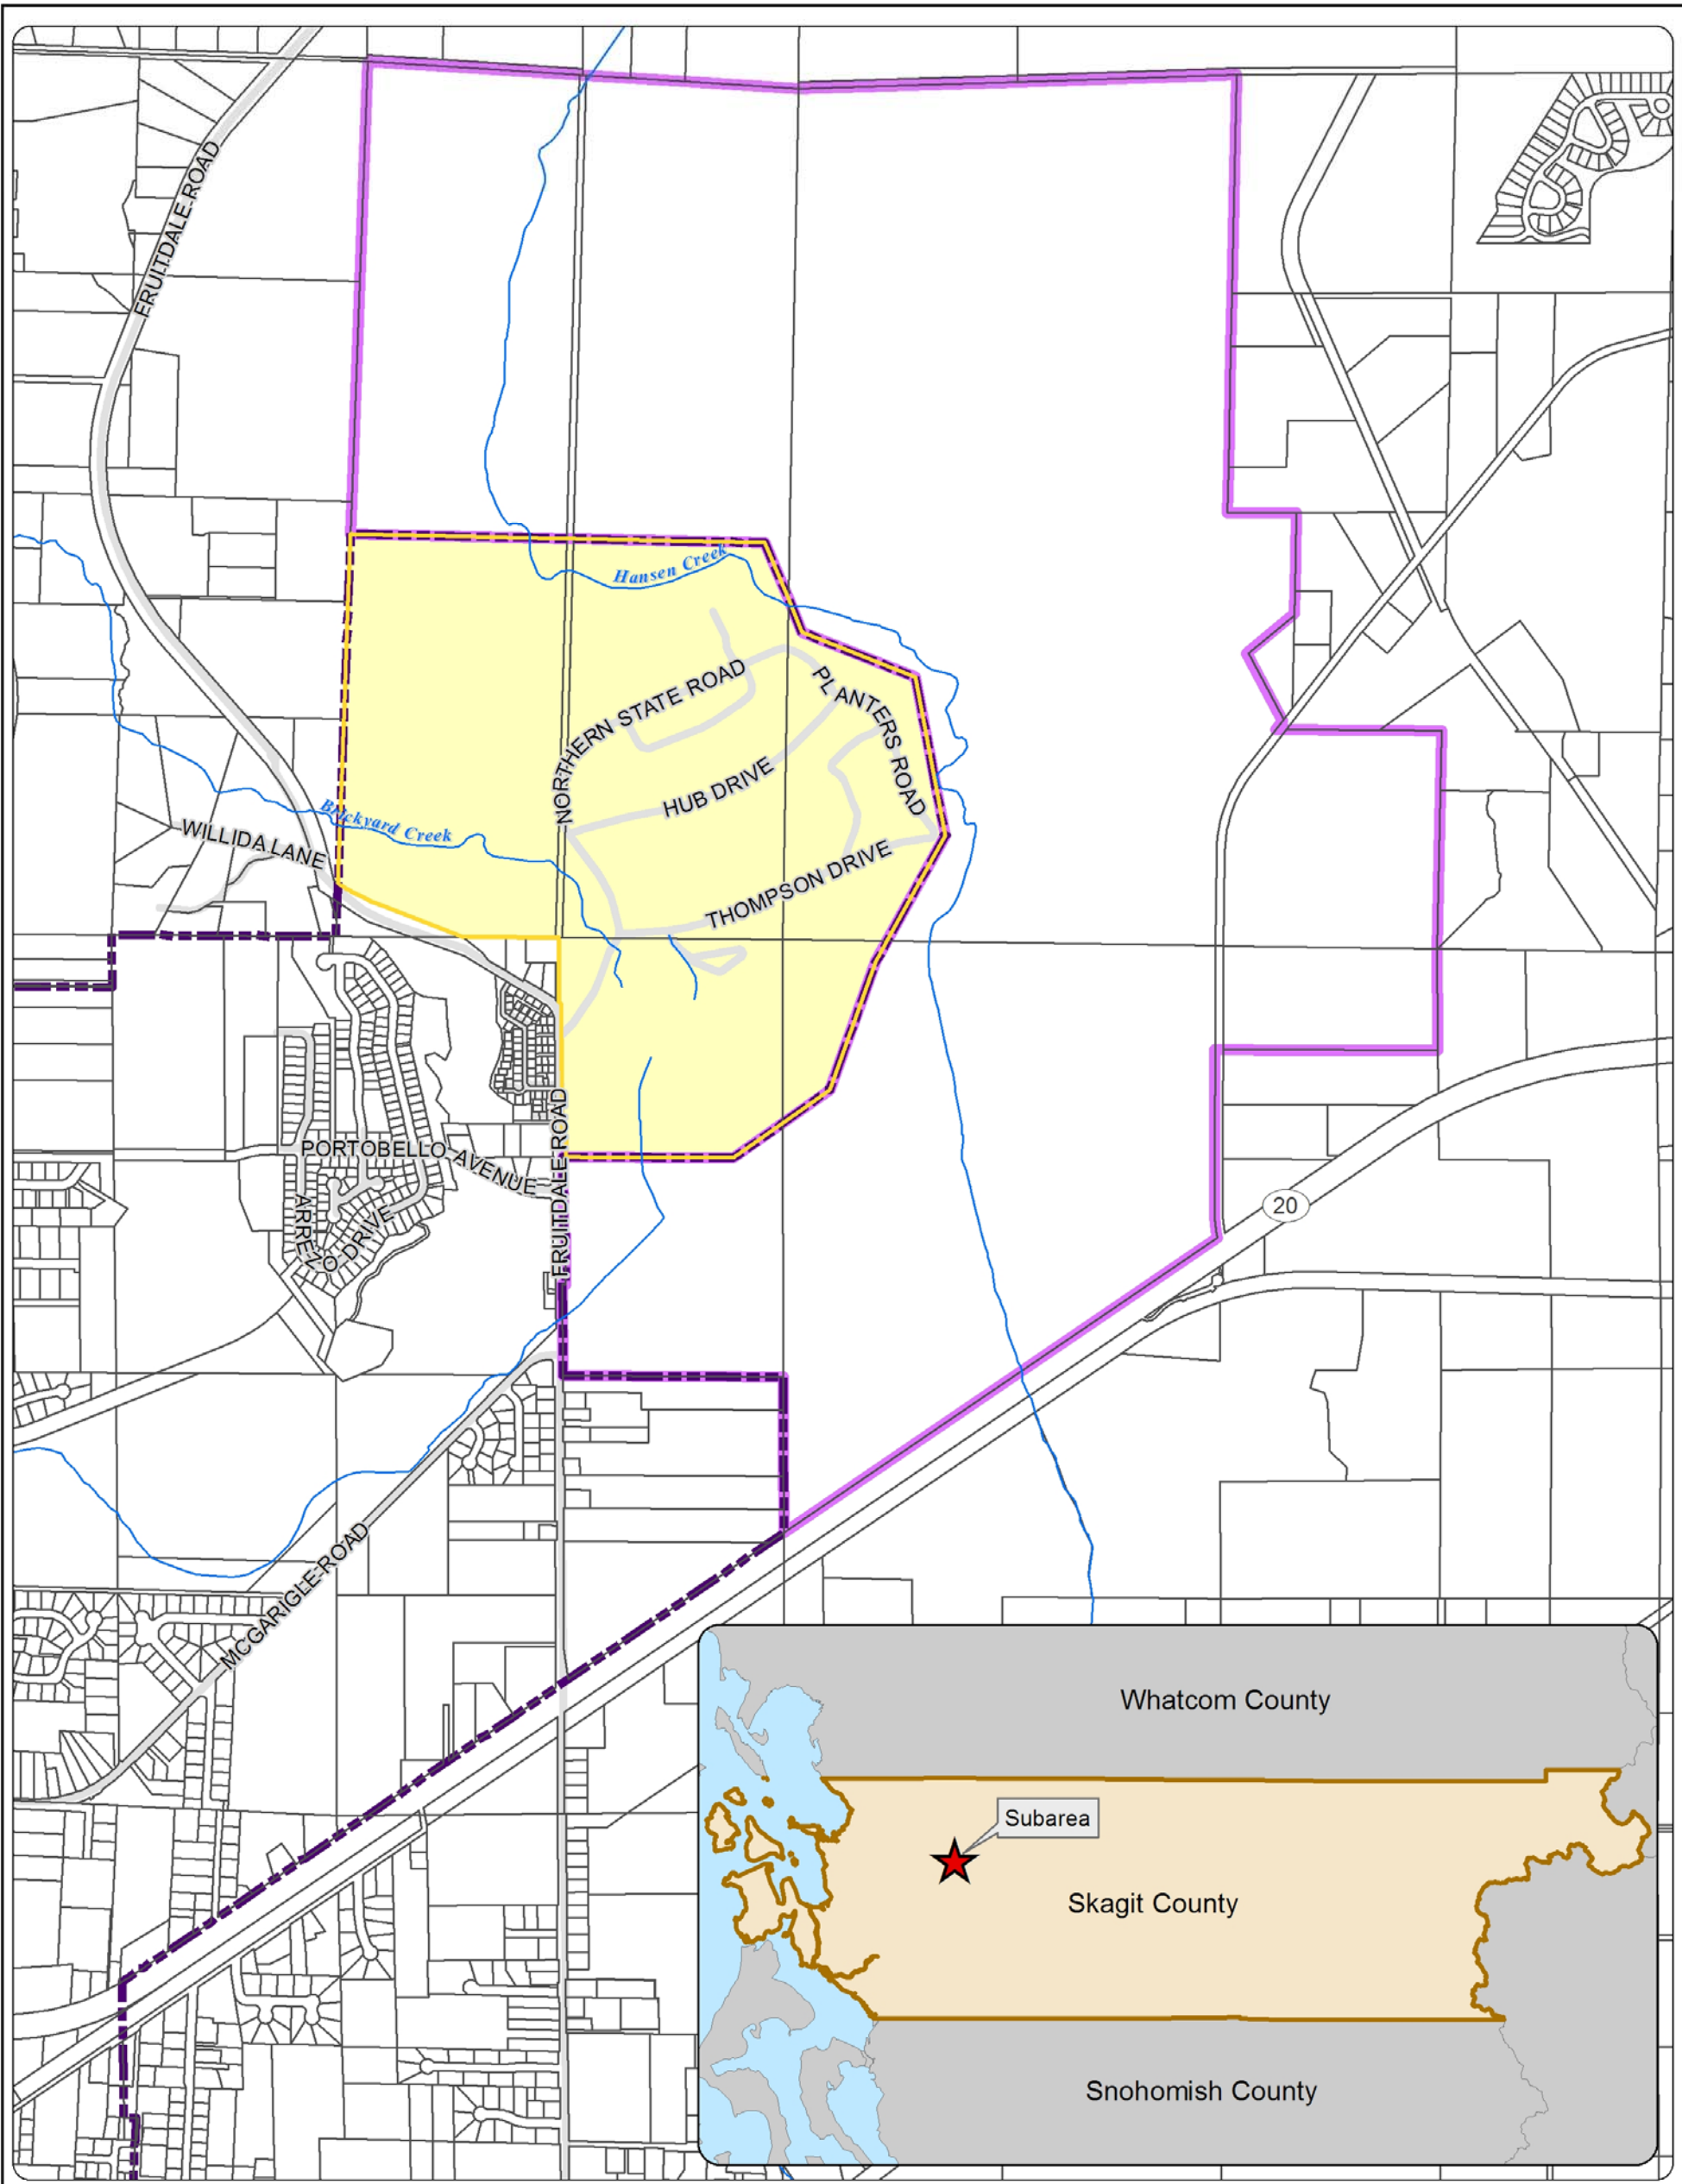 FRUITDALE ROAD
Hansen Creek
NORTHERN STATE ROAD
PLANTERS ROAD
HUB DRIVE
Brickyard Creek
WILLIDA LANE
THOMPSON DRIVE
PORTOBELLO AVENUE
FRUITDALE ROAD
ARREZO DRIVE
20
MCGARIGLE ROAD
Whatcom County
Subarea
Skagit County
Snohomish County